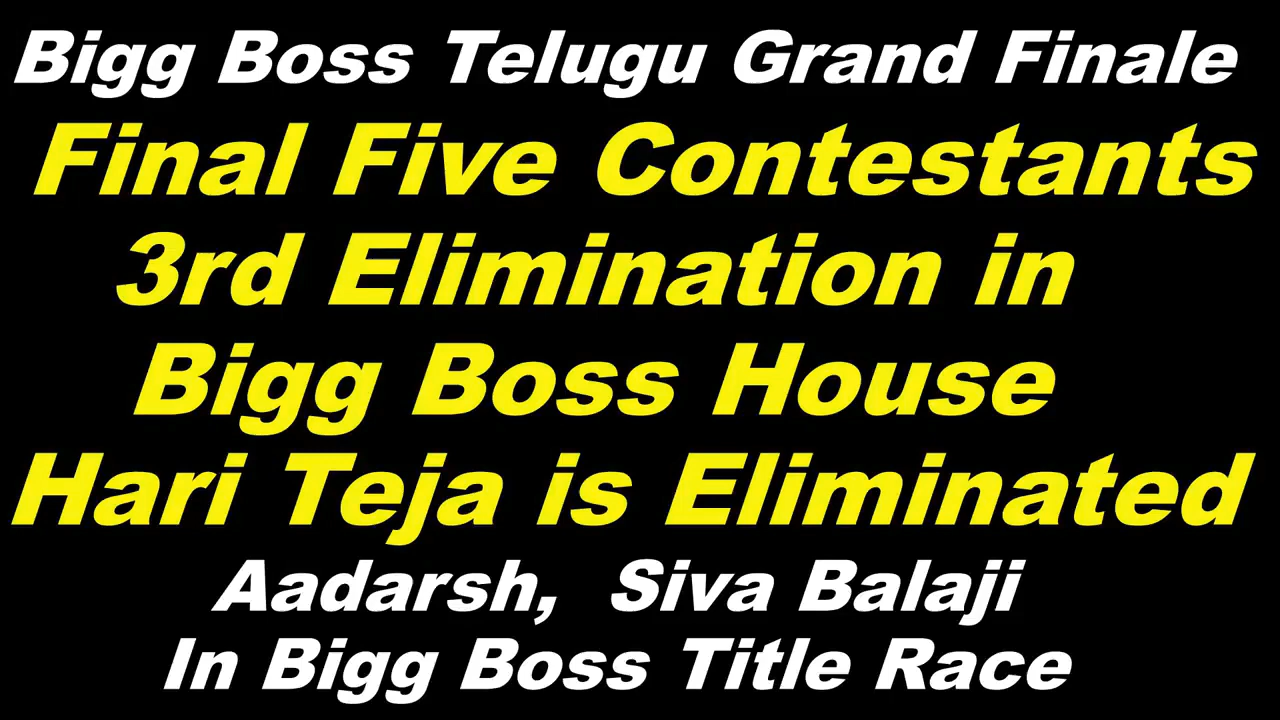 Bigg Boss Telugu Grand Finale
Final Five Contestants
3rd Elimination in
Bigg Boss House
Hari Teja is Eliminated
Aadarsh, Siva Balaji
In Bigg Boss Title Race